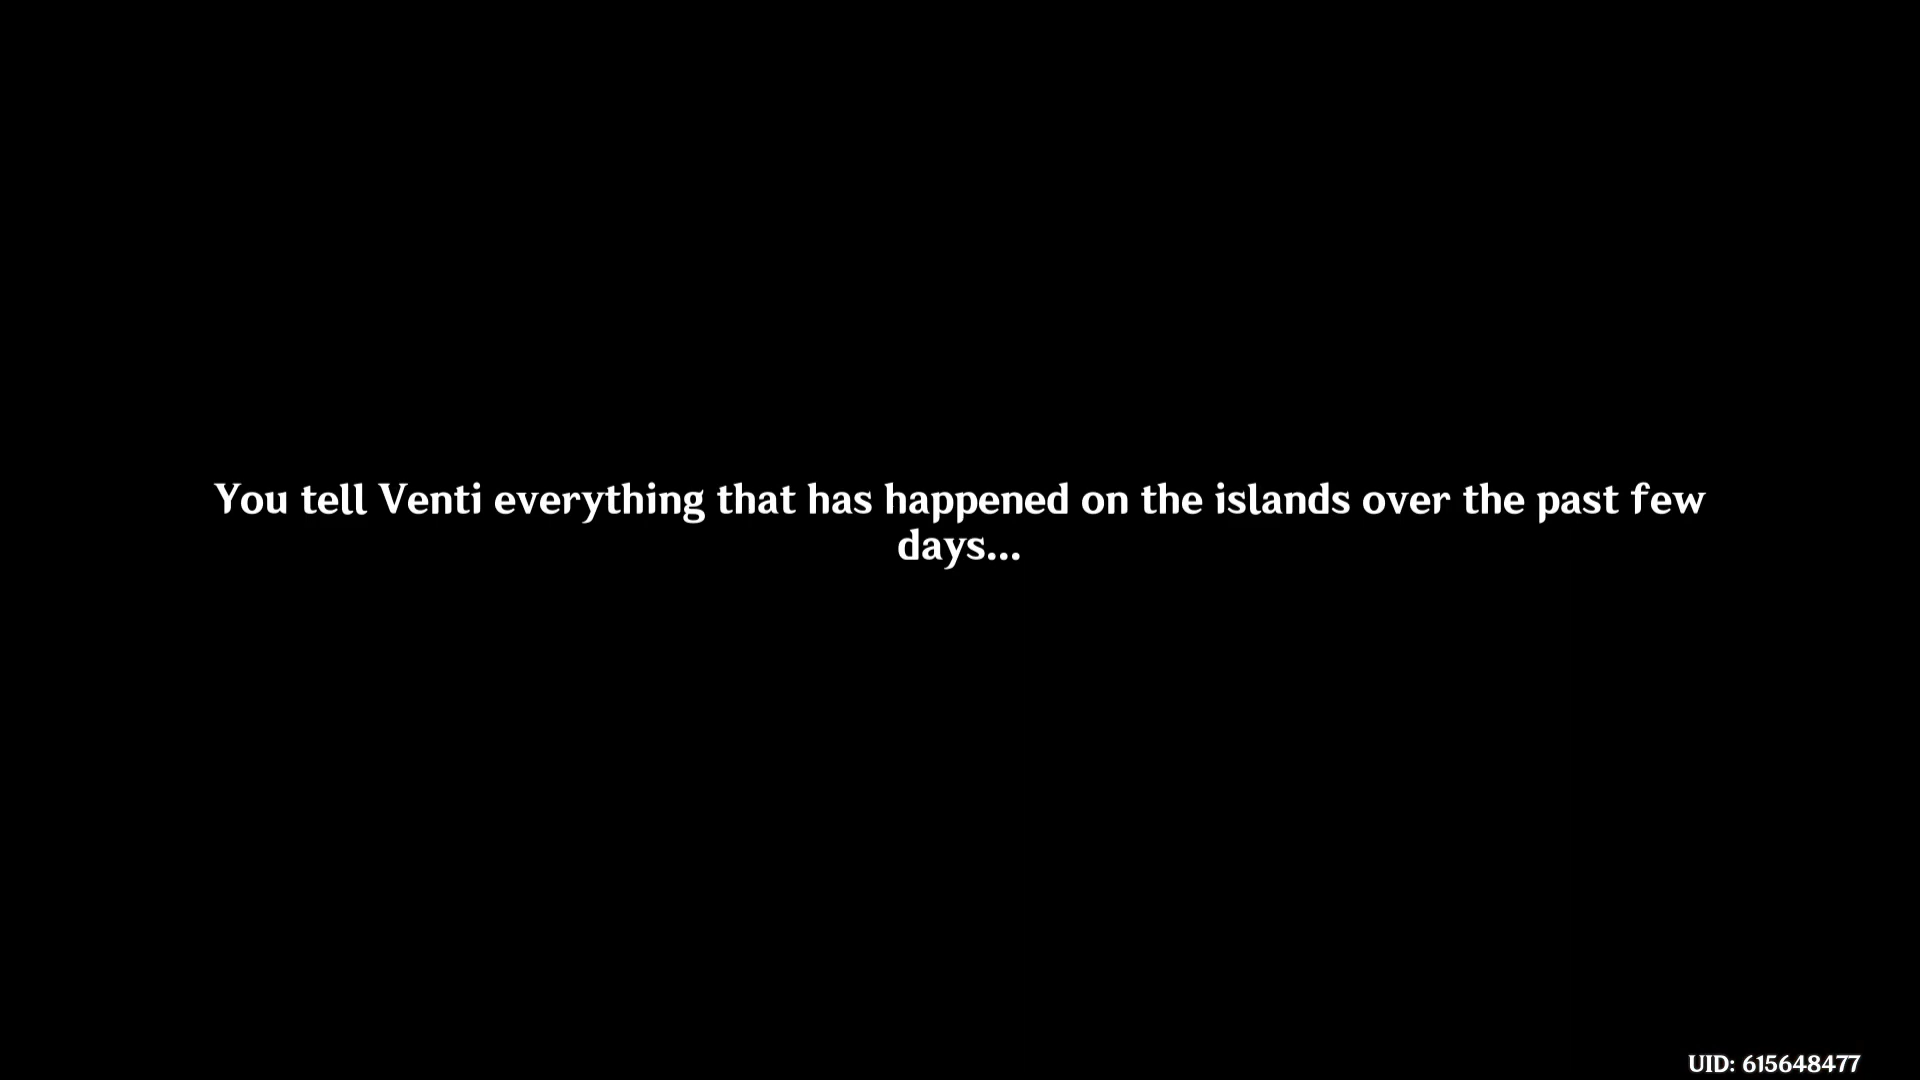 You tell Venti everything that has happened on the islands over the past few
days...
UID: 615648477